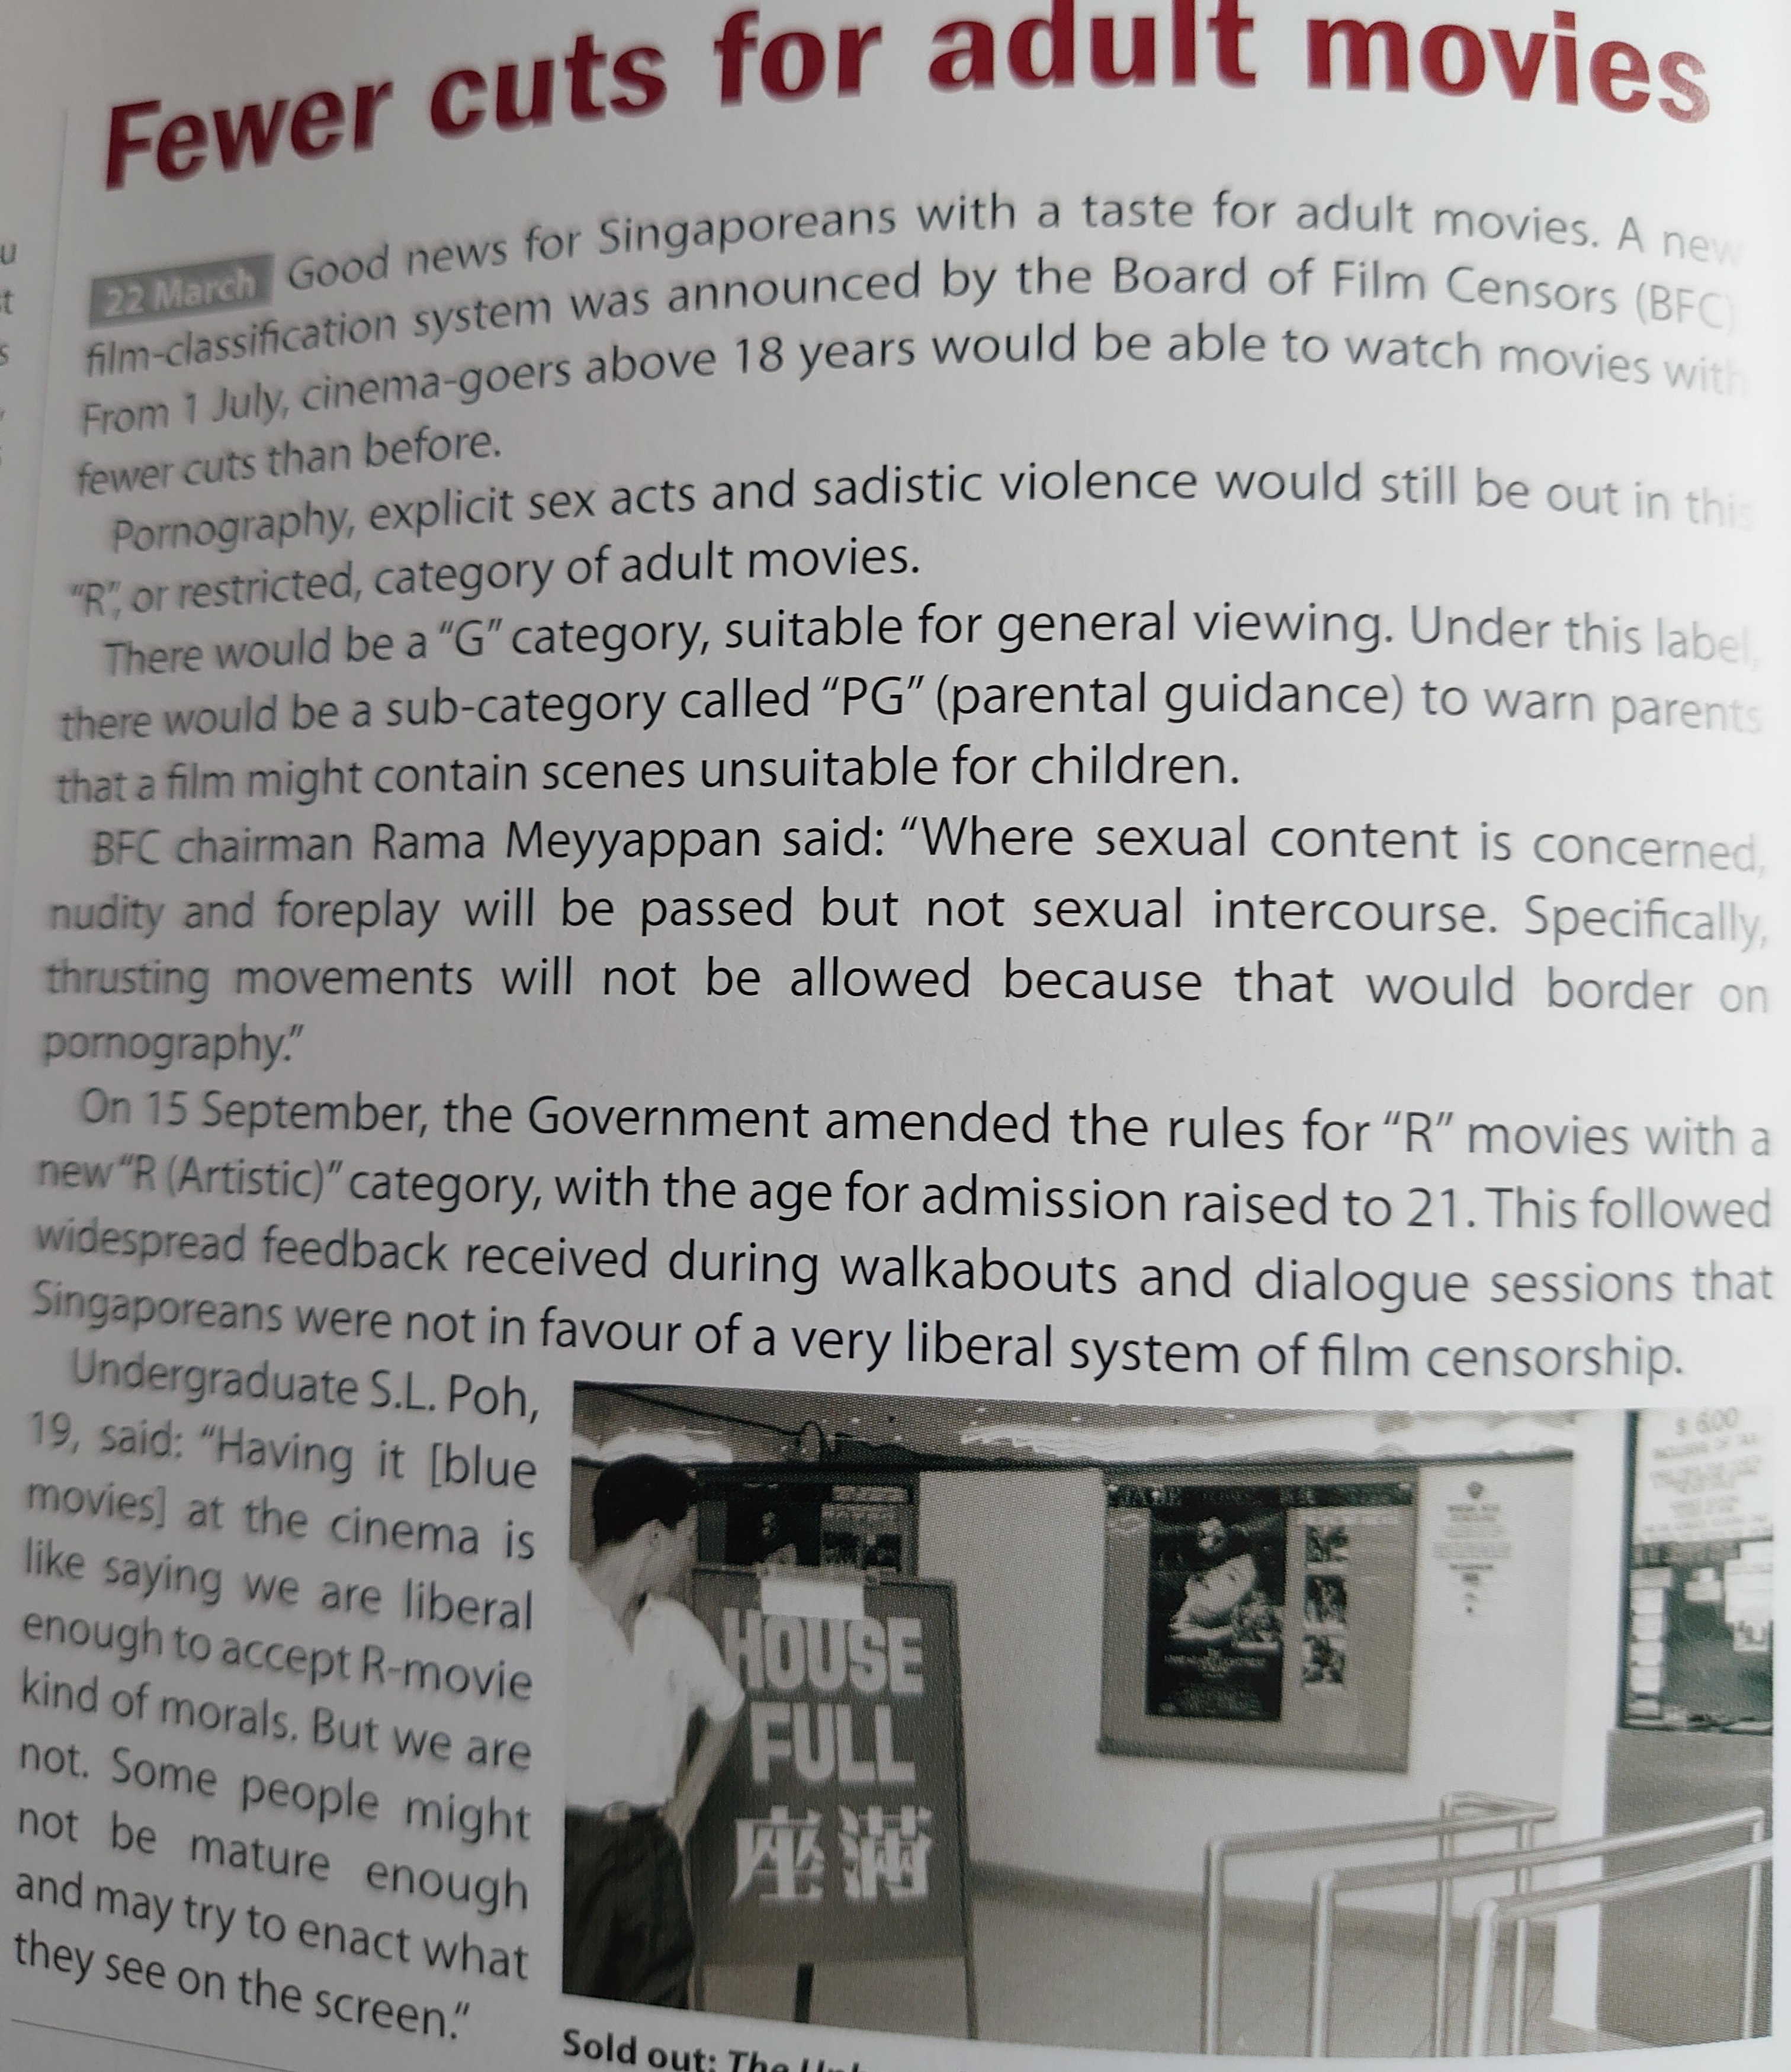 Fewer cuts for adult movies
22 March Good news for Singaporeans with a taste for adult movies. A new
film-classification system was announced by the Board of Film Censors (BFC).
From 1 July, cinema-goers above 18 years would be able to watch movies with
fewer cuts than before.
Pornography, explicit sex acts and sadistic violence would still be out in this
“R”, or restricted, category of adult movies.
There would be a “G” category, suitable for general viewing. Under this label,
there would be a sub-category called “PG” (parental guidance) to warn parents
that a film might contain scenes unsuitable for children.
BFC chairman Rama Meyyappan said: “Where sexual content is concerned,
nudity and foreplay will be passed but not sexual intercourse. Specifically,
thrusting movements will not be allowed because that would border on
pornography.”
On 15 September, the Government amended the rules for “R” movies with a
new “R (Artistic)” category, with the age for admission raised to 21. This followed
widespread feedback received during walkabouts and dialogue sessions that
Singaporeans were not in favour of a very liberal system of film censorship.
Undergraduate S.L. Poh,
19, said: “Having it [blue
movies] at the cinema is
like saying we are liberal
enough to accept R-movie
kind of morals. But we are
not. Some people might
not be mature enough
and may try to enact what
they see on the screen.”
$ 6.00
HOUSE
FULL
座满
Sold out: The